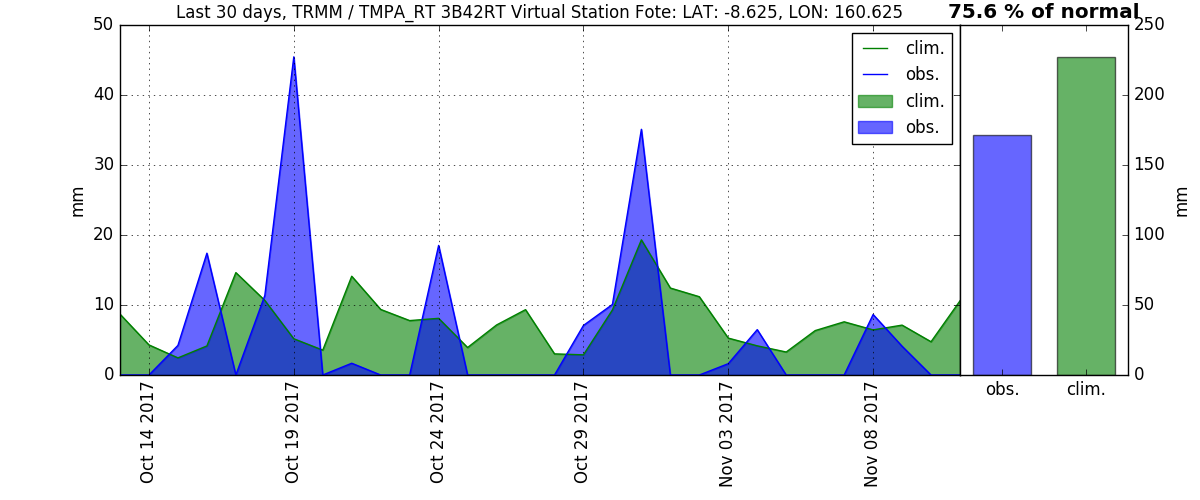 Last 30 days, TRMM / TMPA_RT 3B42RT Virtual Station Fote: LAT: -8.625, LON: 160.625
75.6 % of normal
50
40
30
20
10
0
mm
clim.
obs.
clim.
obs.
250
200
150
100
50
0
mm
Oct 14 2017
Oct 19 2017
Oct 24 2017
Oct 29 2017
Nov 03 2017
Nov 08 2017
obs.
clim.